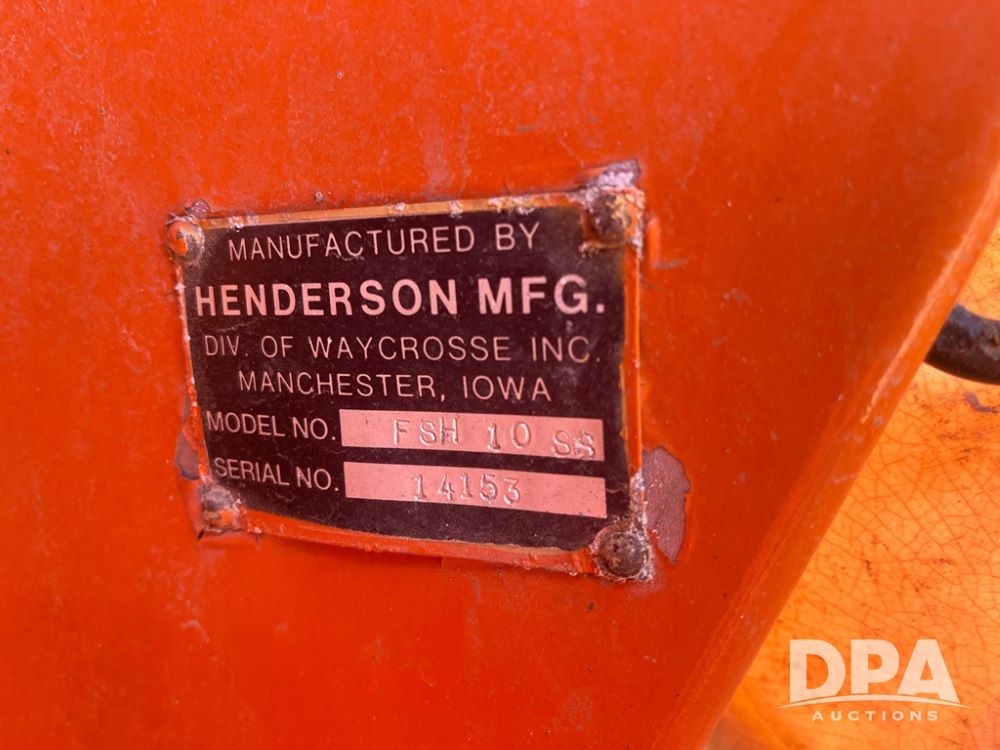 MANUFACTURED BY
HENDERSON MFG.
DIV. OF WAYCROSSE INC.
MANCHESTER, IOWA
MODEL NO. FSH 10 SS
SERIAL NO. 14153
DPA
AUCTIONS